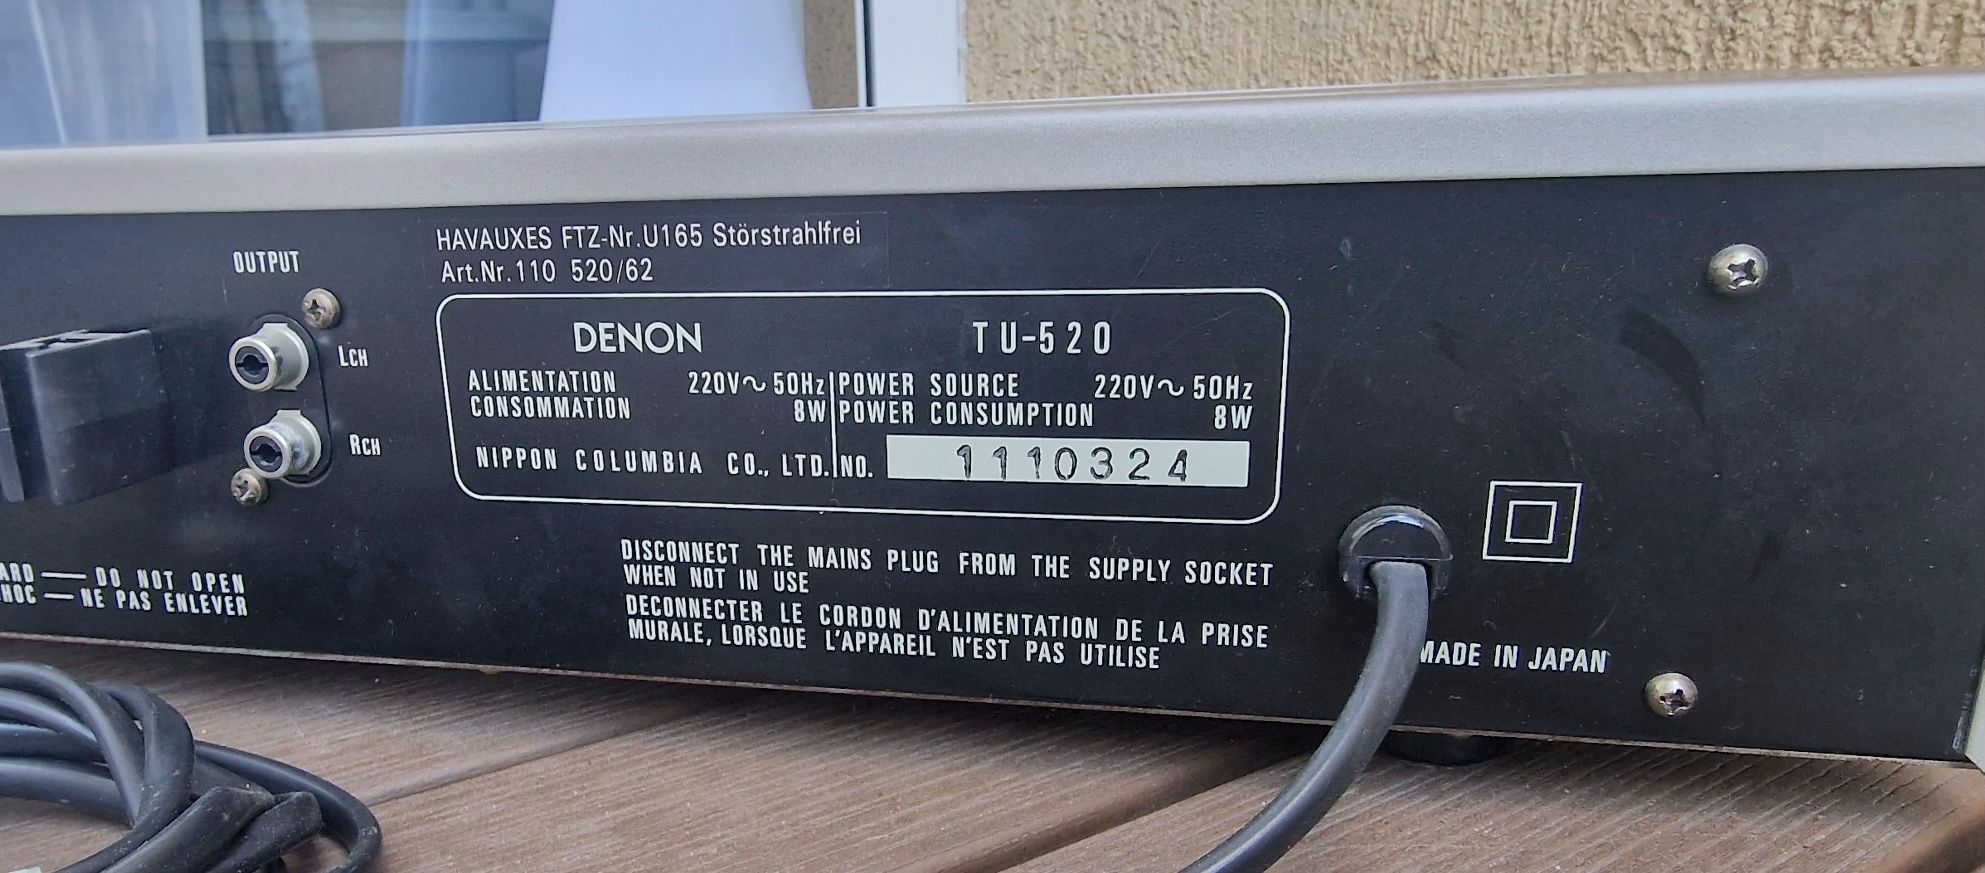 OUTPUT
LCH
RCH
HAVAUXES FTZ-Nr.U165 Störstrahlfrei
Art.Nr.110 520/62
DENON TU-520
ALIMENTATION 220V~50Hz POWER SOURCE 220V~50Hz
CONSOMMATION 8W POWER CONSUMPTION 8W
NIPPON COLUMBIA CO., LTD. NO. 1110324
DISCONNECT THE MAINS PLUG FROM THE SUPPLY SOCKET
WHEN NOT IN USE
DECONNECTER LE CORDON D'ALIMENTATION DE LA PRISE
MURALE, LORSQUE L'APPAREIL N'EST PAS UTILISE
ARD — DO NOT OPEN
HOC — NE PAS ENLEVER
MADE IN JAPAN